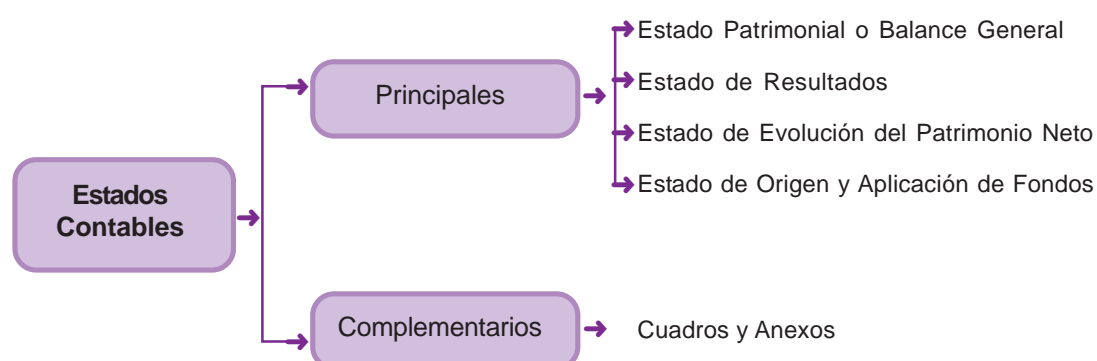 Estados
Contables
Principales
Estado Patrimonial o Balance General
Estado de Resultados
Estado de Evolución del Patrimonio Neto
Estado de Origen y Aplicación de Fondos
Complementarios
Cuadros y Anexos